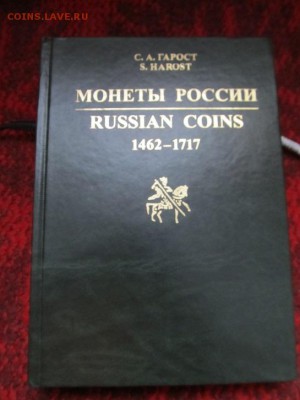 COINS.LAVE.RU
С. А. ГАРОСТ
S. HAROST
МОНЕТЫ РОССИИ
RUSSIAN COINS
1462–1717